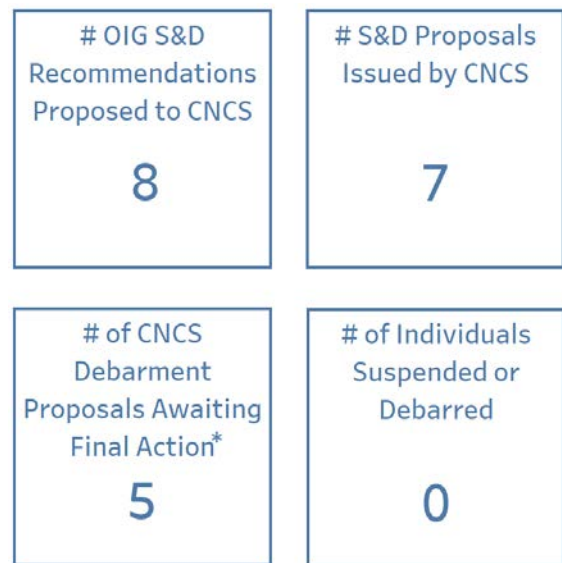 # OIG S&D
Recommendations
Proposed to CNCS
8
# S&D Proposals
Issued by CNCS
7
# of CNCS
Debarment
Proposals Awaiting
Final Action*
5
# of Individuals
Suspended or
Debarred
0